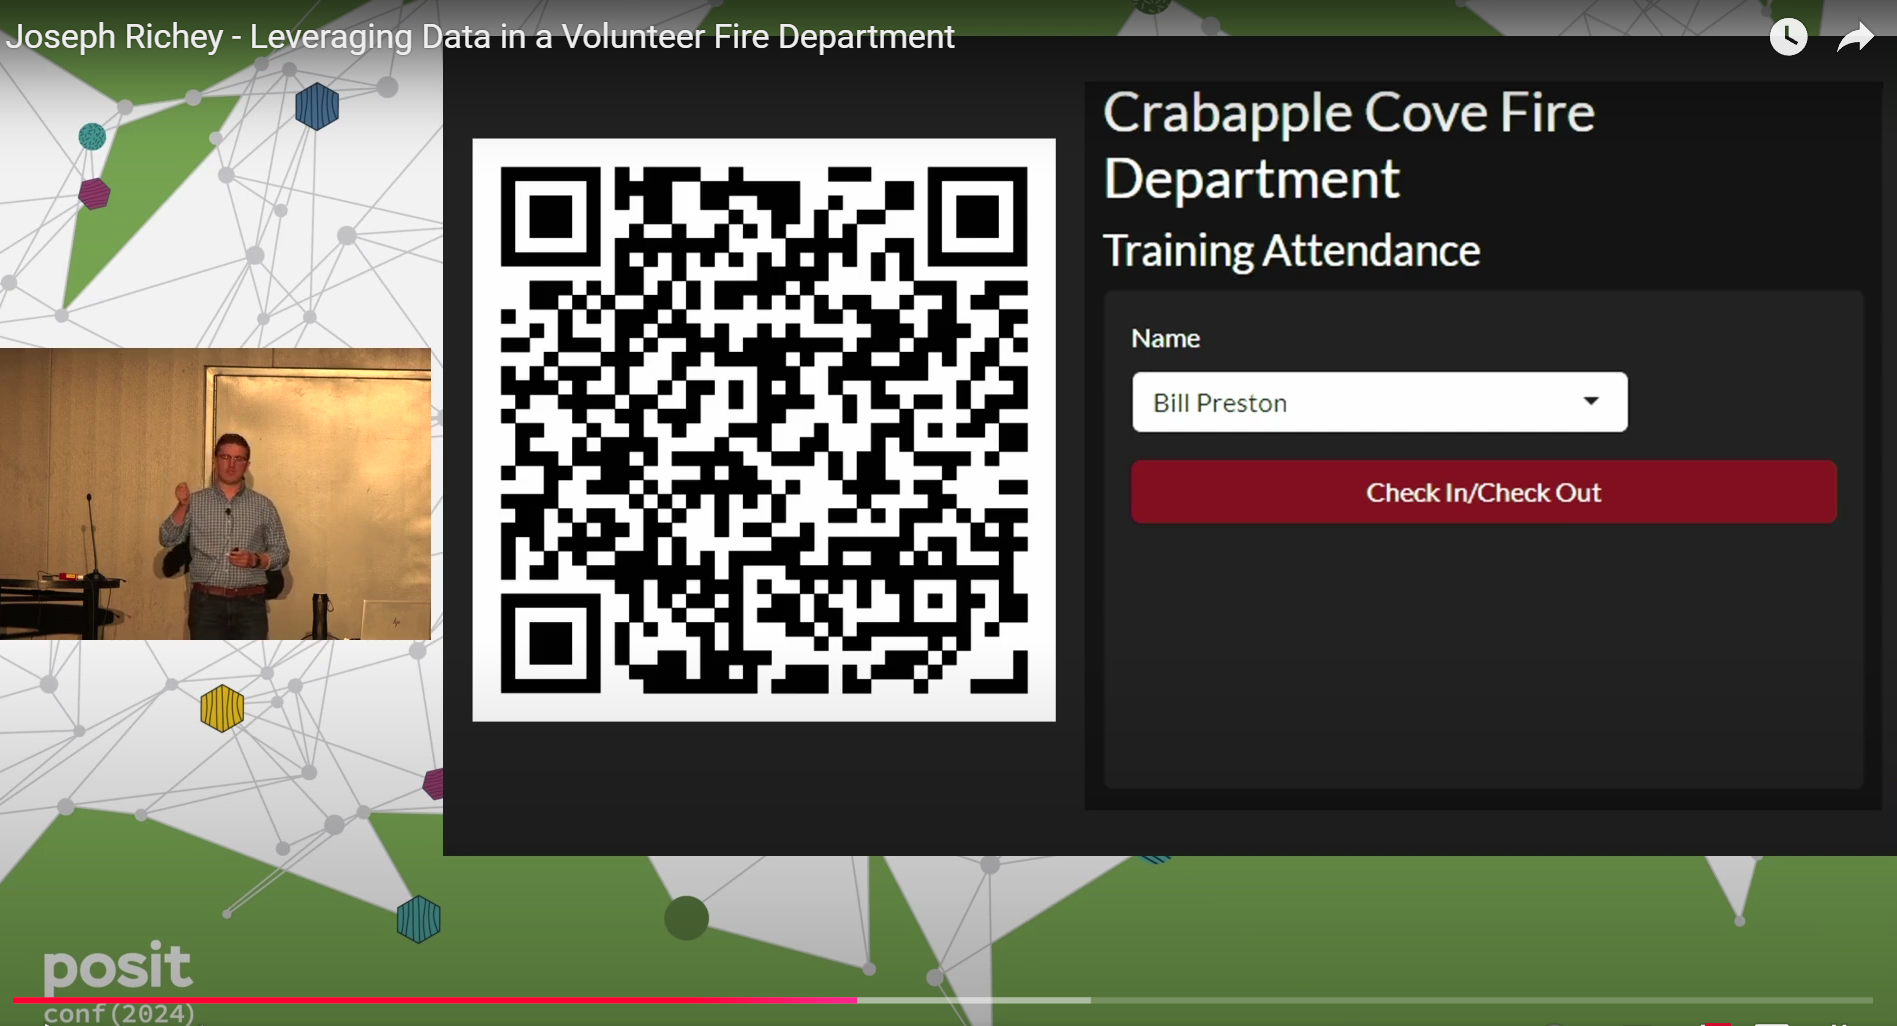 Joseph Richey - Leveraging Data in a Volunteer Fire Department
Crabapple Cove Fire
Department
Training Attendance
Name
Bill Preston
Check In/Check Out
posit
conf(2024)